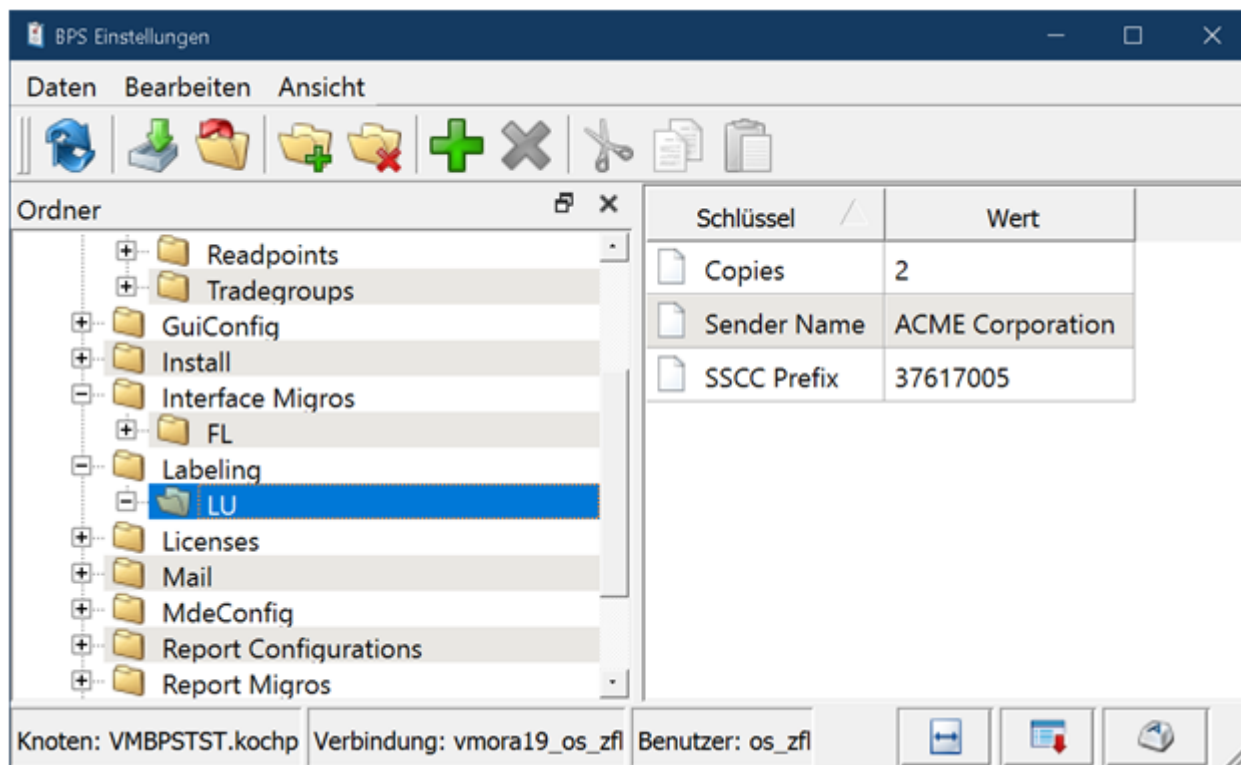 BPS Einstellungen
Daten Bearbeiten Ansicht
Ordner
Readpoints
Tradegroups
GuiConfig
Install
Interface Migros
FL
Labeling
LU
Licenses
Mail
MdeConfig
Report Configurations
Report Migros
Schlüssel Wert
Copies 2
Sender Name ACME Corporation
SSCC Prefix 37617005
Knoten: VMBPSTST.kochp Verbindung: vmora19_os_zfl Benutzer: os_zfl